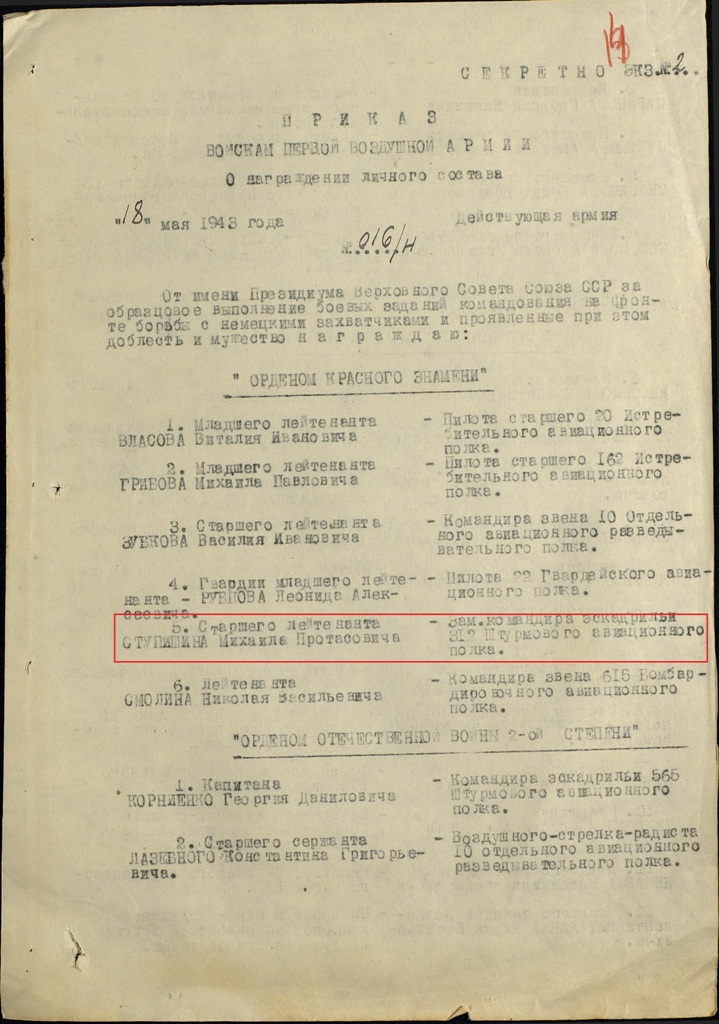 СЕКРЕТНО ЭКЗ.№ 2.
ПРИКАЗ
ВОЙСКАМ ПЕРВОЙ ВОЗДУШНОЙ АРМИИ
О награждении личного состава
"18" мая 1943 года Действующая армия
№ 016/н
От имени Президиума Верховного Совета Союза ССР за
образцовое выполнение боевых заданий командования на фрон-
те борьбы с немецкими захватчиками и проявленные при этом
доблесть и мужество награждаю:
"ОРДЕНОМ КРАСНОГО ЗНАМЕНИ"
1. Младшего лейтенанта - Пилота старшего 20 Истре-
ВЛАСОВА Виталия Ивановича бительного авиационного
полка.
2. Младшего лейтенанта - Пилота старшего 162 Истре-
ГРИБОВА Михаила Павловича бительного авиационного
полка.
3. Старшего лейтенанта - Командира звена 10 Отдель-
ЗУБКОВА Василия Ивановича ного авиационного разведы-
вательного полка.
4. Гвардии младшего лейте- - Пилота 22 Гвардейского авиа-
нанта - РУБЦОВА Леонида Алек- ционного полка.
сеевича.
5. Старшего лейтенанта - Зам.командира эскадрильи
СТУПИШИНА Михаила Протасовича 312 Штурмового авиационного
полка.
6. Лейтенанта - Командира звена 615 Бомбар-
СМОЛИНА Николая Васильевича дировочного авиационного
полка.
"ОРДЕНОМ ОТЕЧЕСТВЕННОЙ ВОЙНЫ 2-ой СТЕПЕНИ"
1. Капитана - Командира эскадрильи 565
КОРНИЕНКО Георгия Даниловича Штурмового авиационного
полка.
2. Старшего сержанта - Воздушного-стрелка-радиста
ЛАЗЕБНОГО Константина Григорье- 10 отдельного авиационного
вича. разведывательного полка.